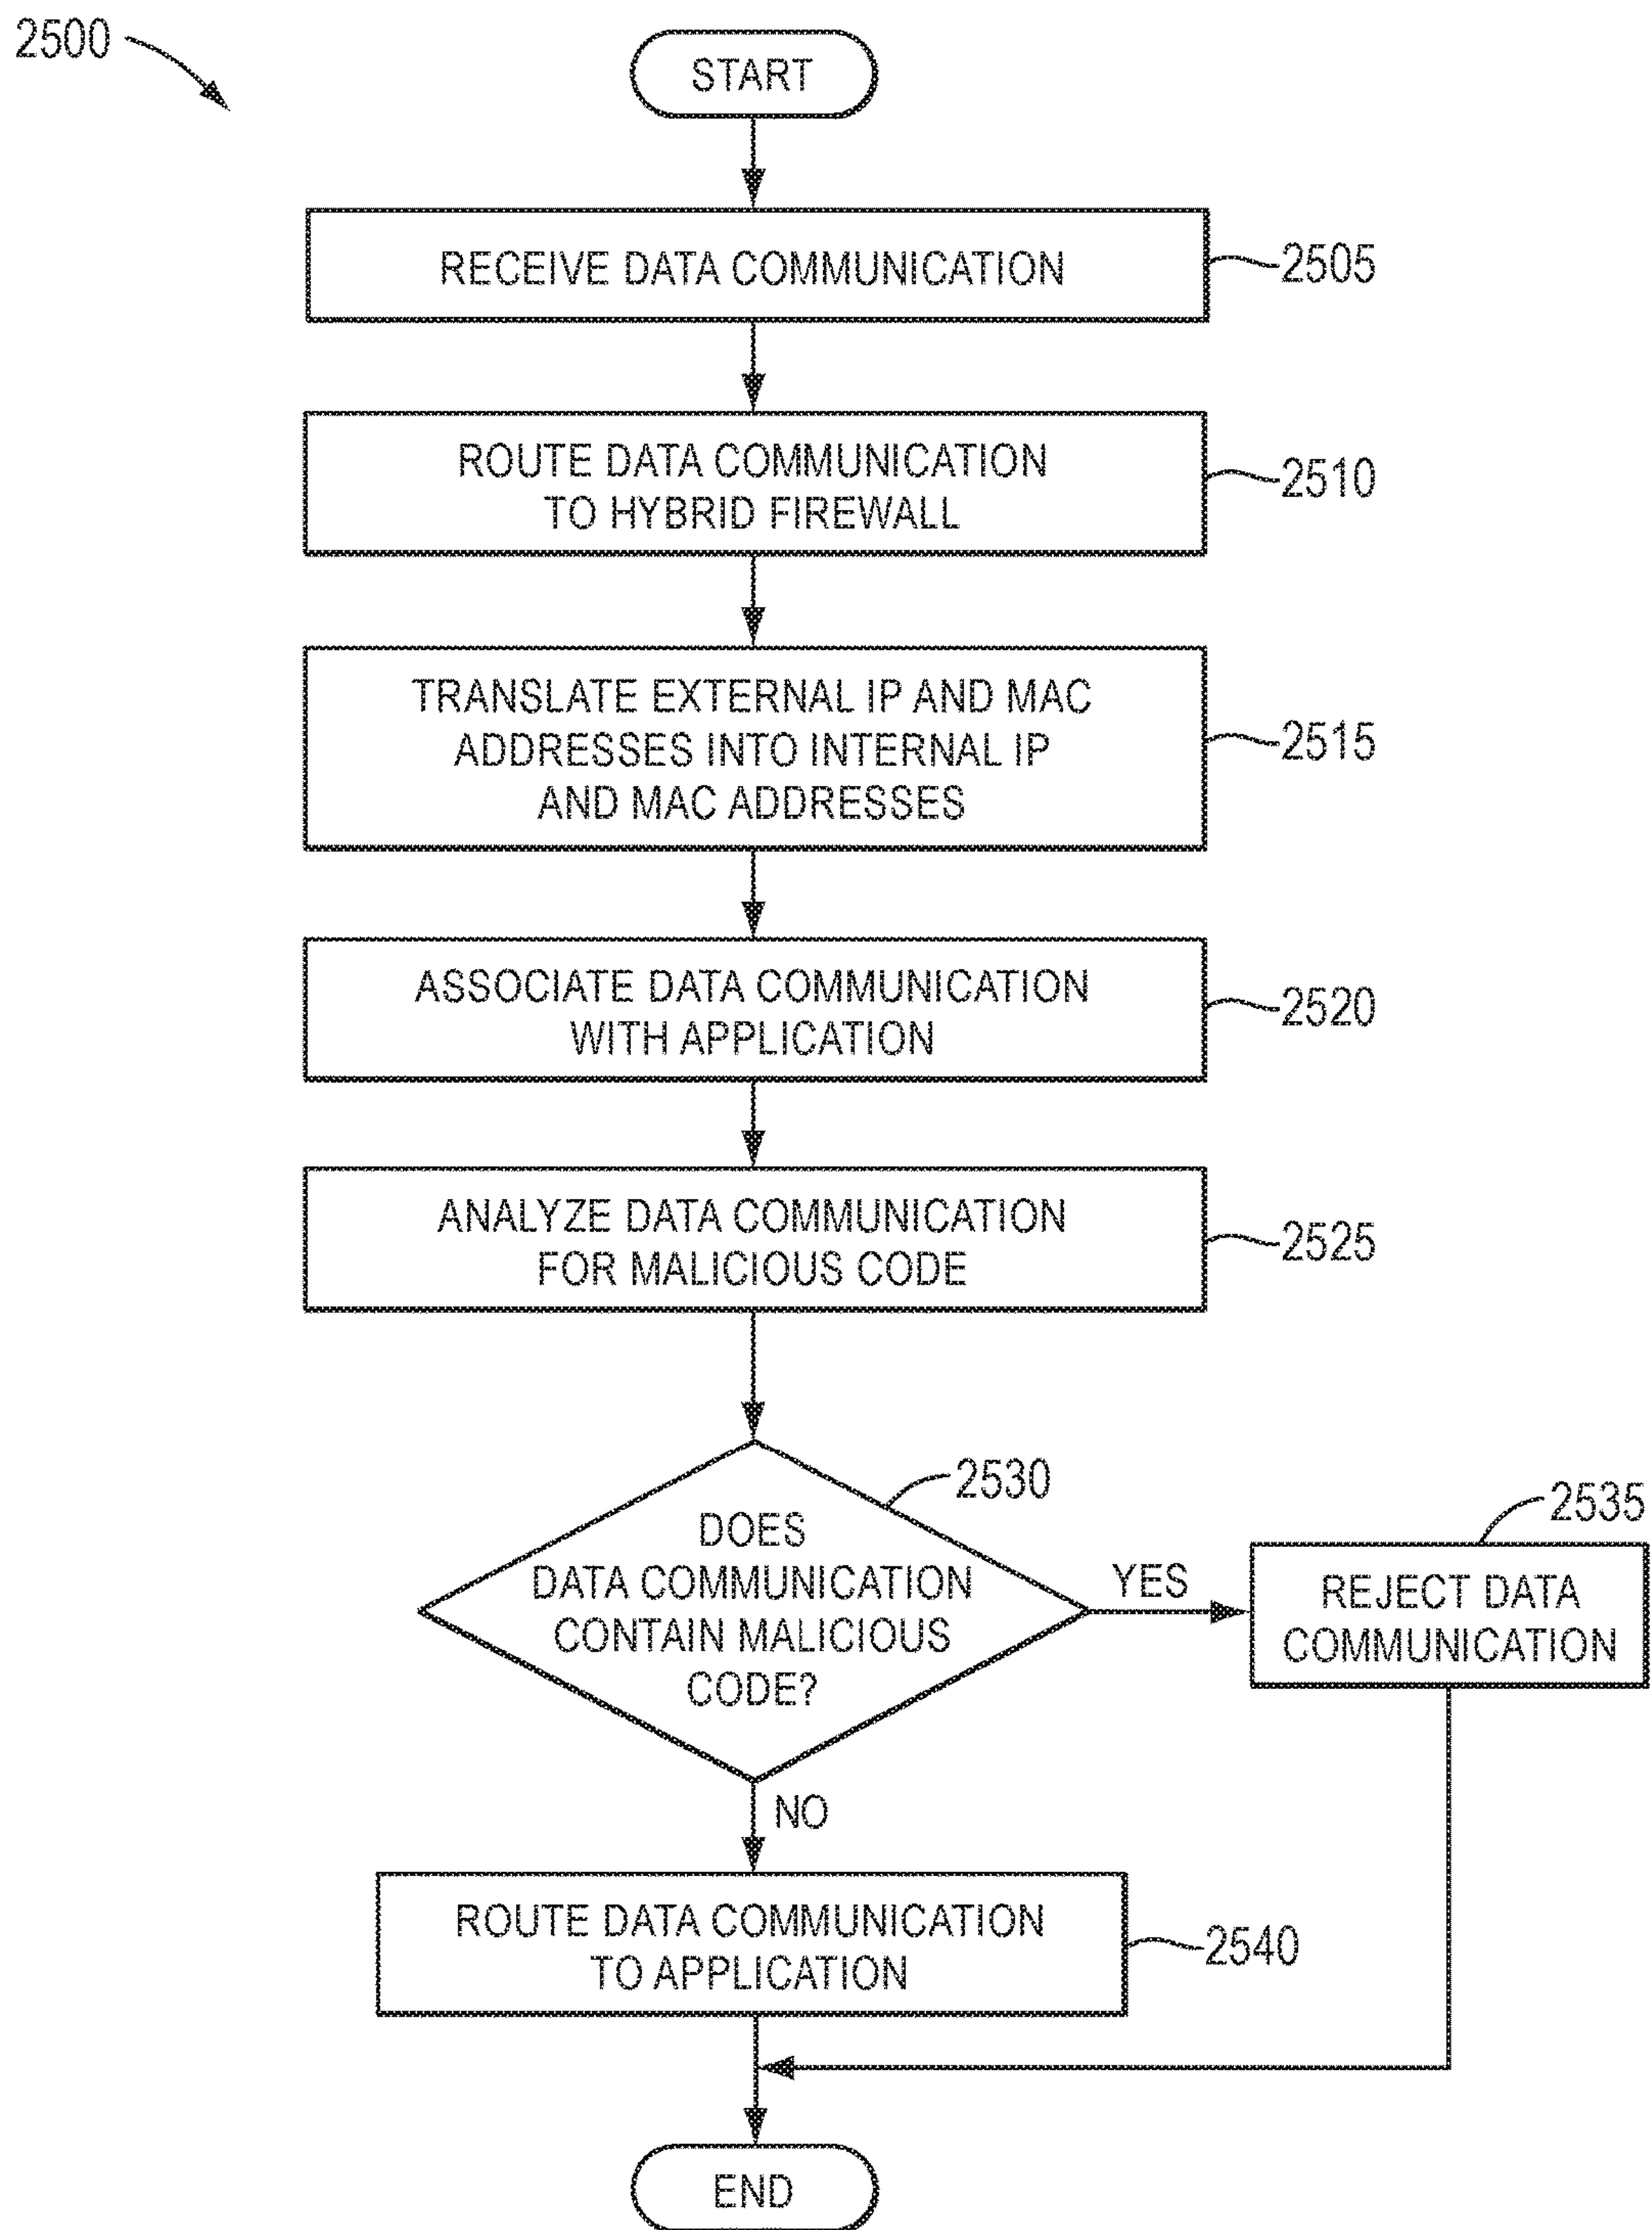 2500
START
RECEIVE DATA COMMUNICATION
2505
ROUTE DATA COMMUNICATION
TO HYBRID FIREWALL
2510
TRANSLATE EXTERNAL IP AND MAC
ADDRESSES INTO INTERNAL IP
AND MAC ADDRESSES
2515
ASSOCIATE DATA COMMUNICATION
WITH APPLICATION
2520
ANALYZE DATA COMMUNICATION
FOR MALICIOUS CODE
2525
2530
DOES
DATA COMMUNICATION
CONTAIN MALICIOUS
CODE?
YES
2535
REJECT DATA
COMMUNICATION
NO
ROUTE DATA COMMUNICATION
TO APPLICATION
2540
END